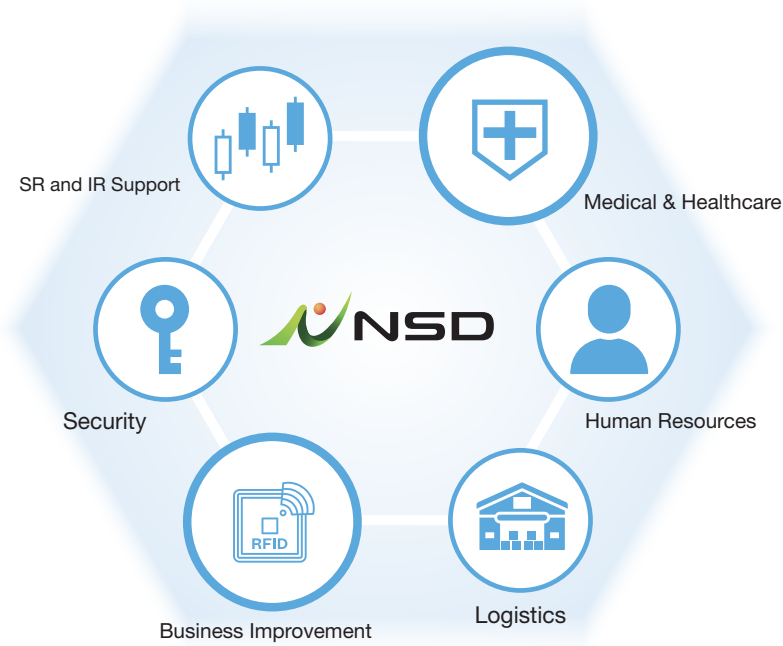 SR and IR Support
Medical & Healthcare
NSD
Security
Human Resources
RFID
Logistics
Business Improvement